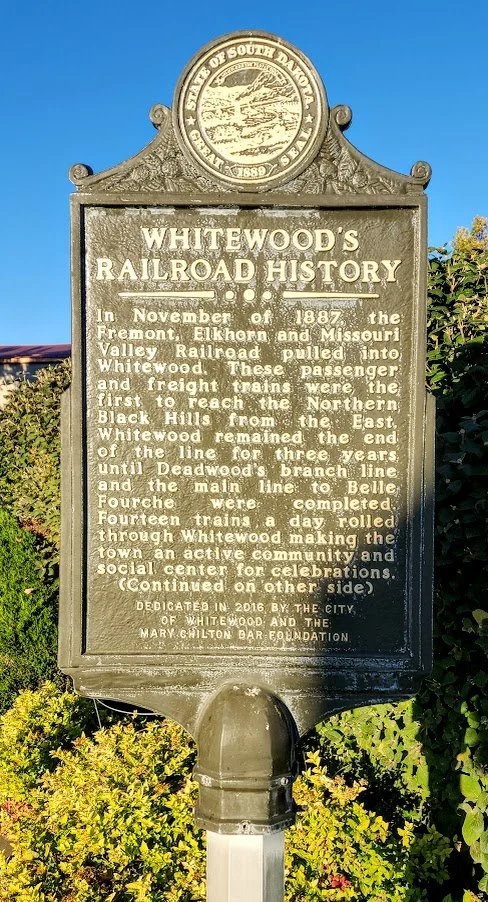 STATE OF SOUTH DAKOTA
GREAT 1889 SEAL
WHITEWOOD'S
RAILROAD HISTORY
In November of 1887, the
Fremont, Elkhorn and Missouri
Valley Railroad pulled into
Whitewood. These passenger
and freight trains were the
first to reach the Northern
Black Hills from the East.
Whitewood remained the end
of the line for three years
until Deadwood's branch line
and the main line to Belle
Fourche were completed.
Fourteen trains a day rolled
through Whitewood making the
town an active community and
social center for celebrations.
(Continued on other side)
DEDICATED IN 2016 BY THE CITY
OF WHITEWOOD AND THE
MARY CHILTON DAR FOUNDATION